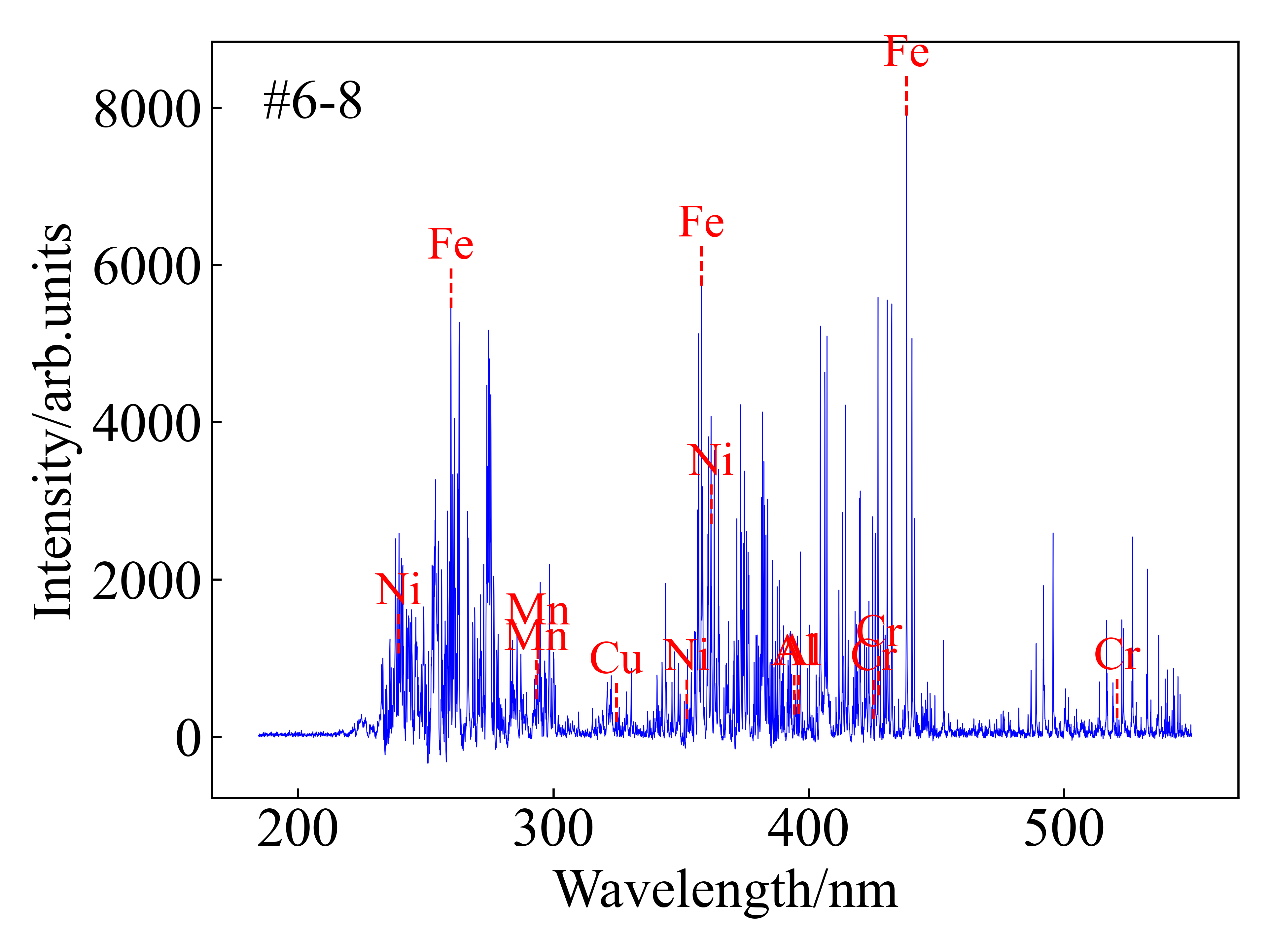 Fe
#6-8
8000
Fe
Fe
6000
4000
Ni
2000
Ni
Mn
Mn
Cu
Ni
Al
Al
Cr
Cr
Cr
0
200
300
400
500
Intensity/arb.units
Wavelength/nm